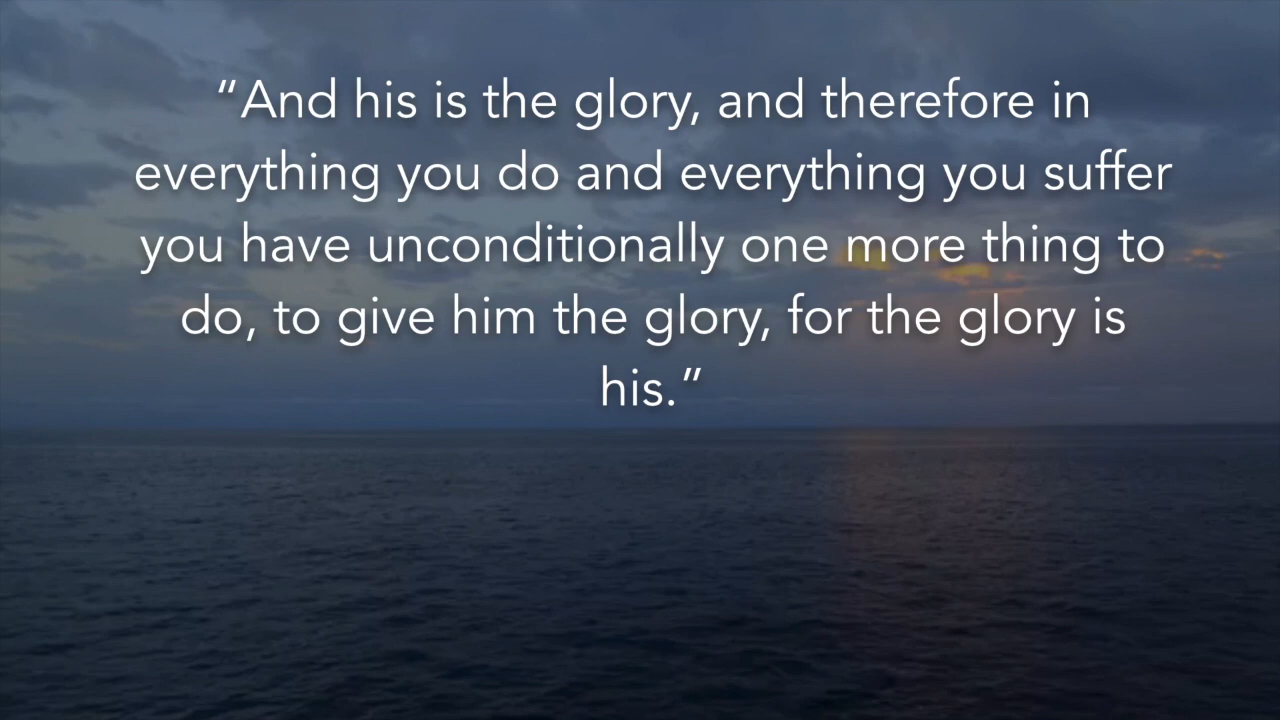 “And his is the glory, and therefore in
everything you do and everything you suffer
you have unconditionally one more thing to
do, to give him the glory, for the glory is
his.”